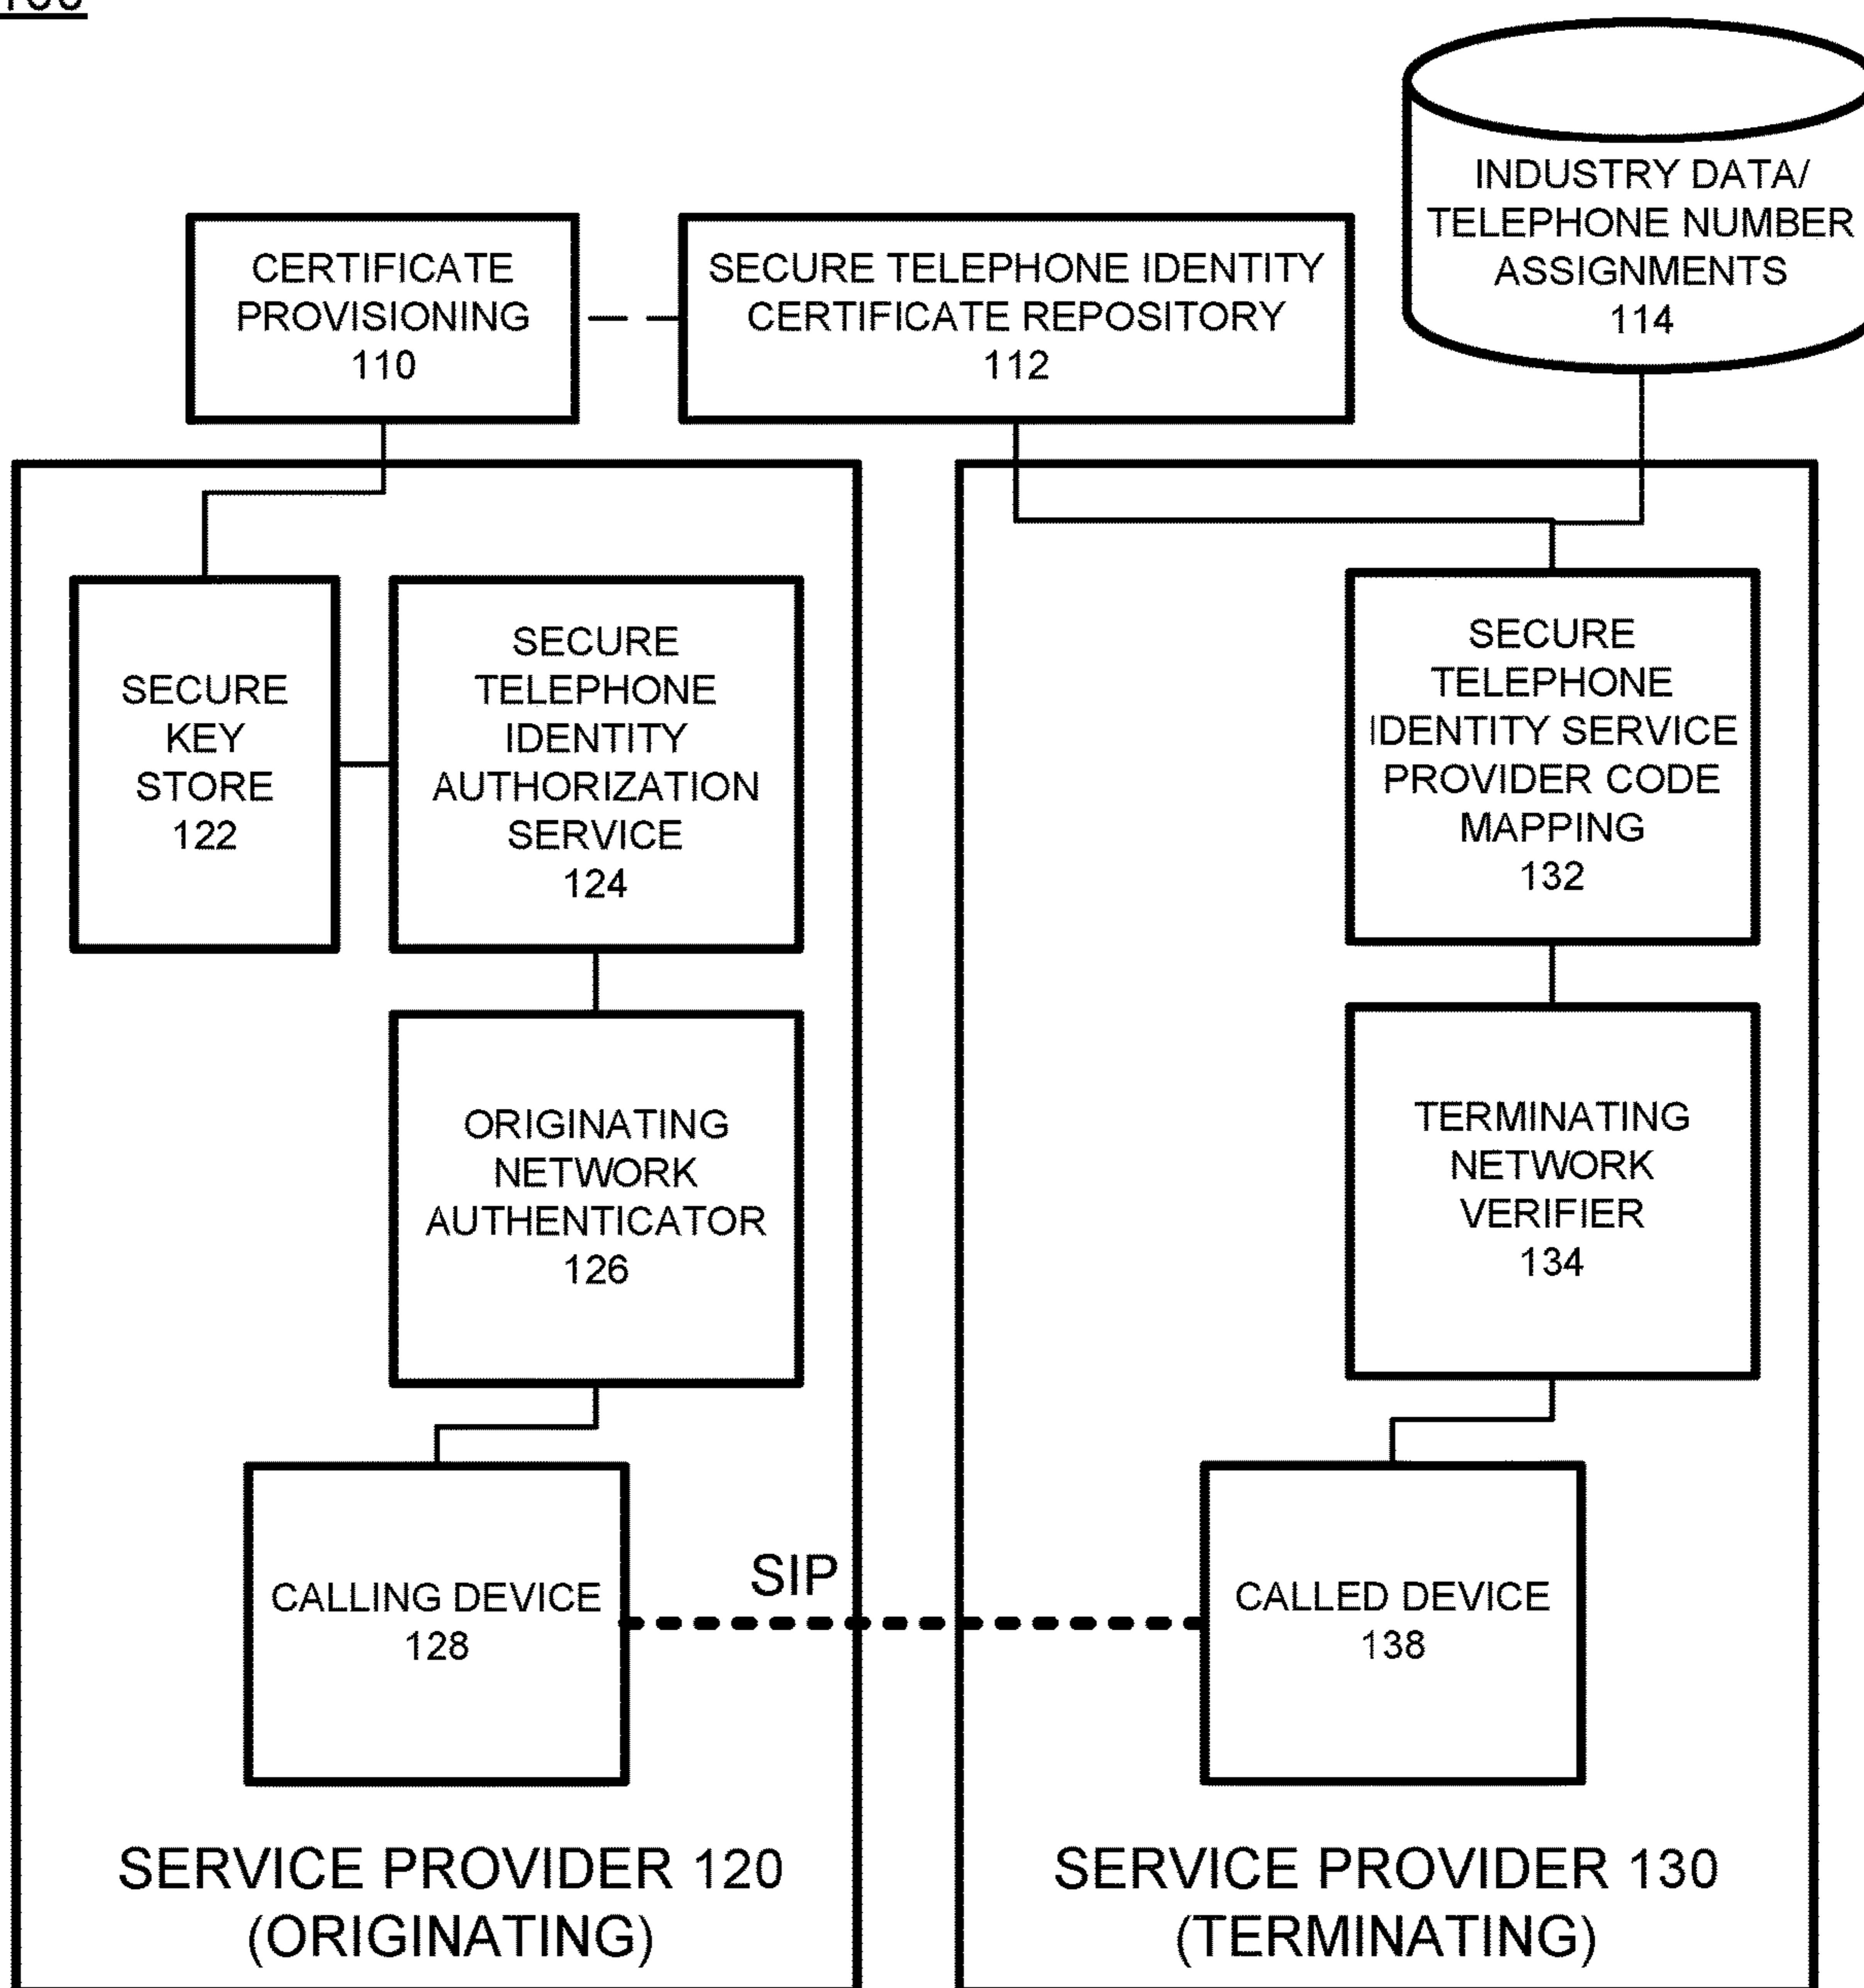 CERTIFICATE
PROVISIONING
110
SECURE TELEPHONE IDENTITY
CERTIFICATE REPOSITORY
112
INDUSTRY DATA/
TELEPHONE NUMBER
ASSIGNMENTS
114
SECURE
KEY
STORE
122
SECURE
TELEPHONE
IDENTITY
AUTHORIZATION
SERVICE
124
ORIGINATING
NETWORK
AUTHENTICATOR
126
CALLING DEVICE
128
SIP
SERVICE PROVIDER 120
(ORIGINATING)
SECURE
TELEPHONE
IDENTITY SERVICE
PROVIDER CODE
MAPPING
132
TERMINATING
NETWORK
VERIFIER
134
CALLED DEVICE
138
SERVICE PROVIDER 130
(TERMINATING)